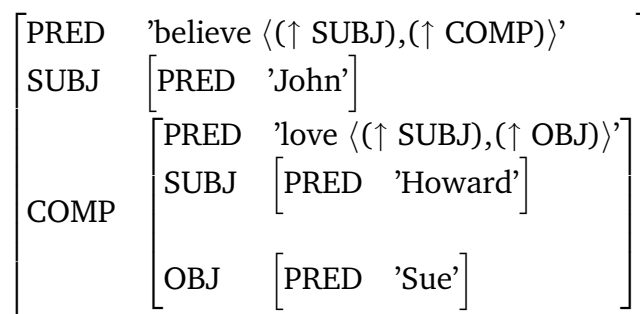 PRED ’believe ⟨(↑ SUBJ),(↑ COMP)⟩’
SUBJ [PRED ’John’]
PRED ’love ⟨(↑ SUBJ),(↑ OBJ)⟩’
SUBJ [PRED ’Howard’]
COMP
OBJ [PRED ’Sue’]